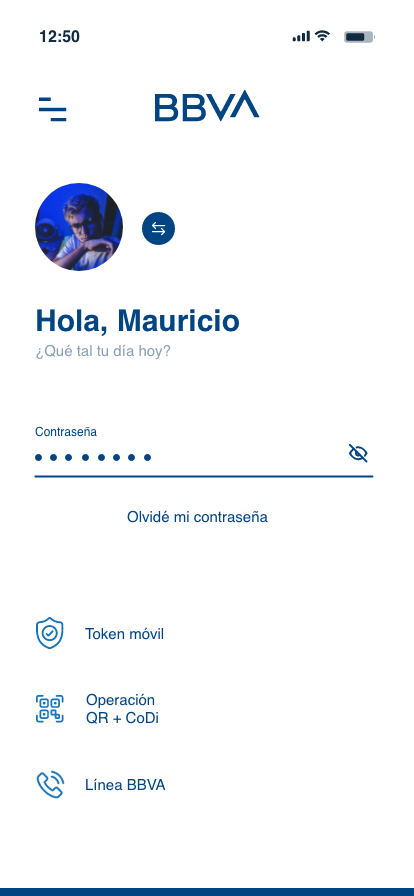 12:50
BBVA
Hola, Mauricio
¿Qué tal tu día hoy?
Contraseña
Olvidé mi contraseña
Token móvil
Operación
QR + CoDi
Línea BBVA